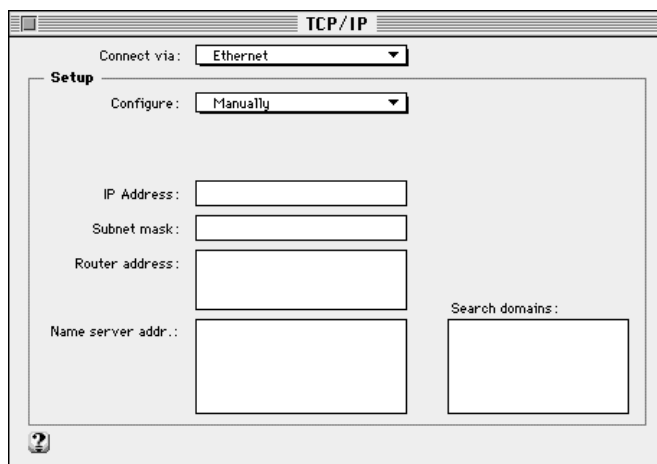 TCP/IP
Connect via: Ethernet
Setup
Configure: Manually
IP Address:
Subnet mask:
Router address:
Search domains:
Name server addr.:
?